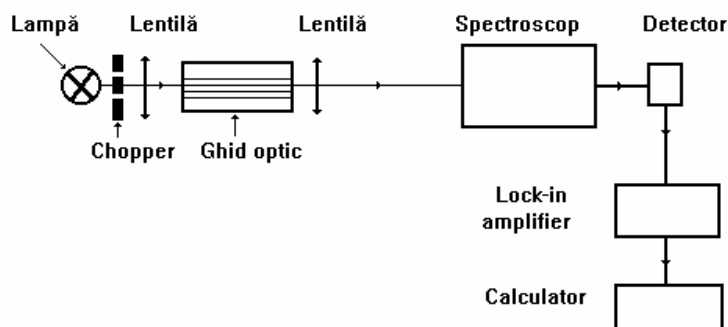 Lampă
Lentilă
Lentilă
Spectroscop
Detector
Chopper
Ghid optic
Lock-in
amplifier
Calculator